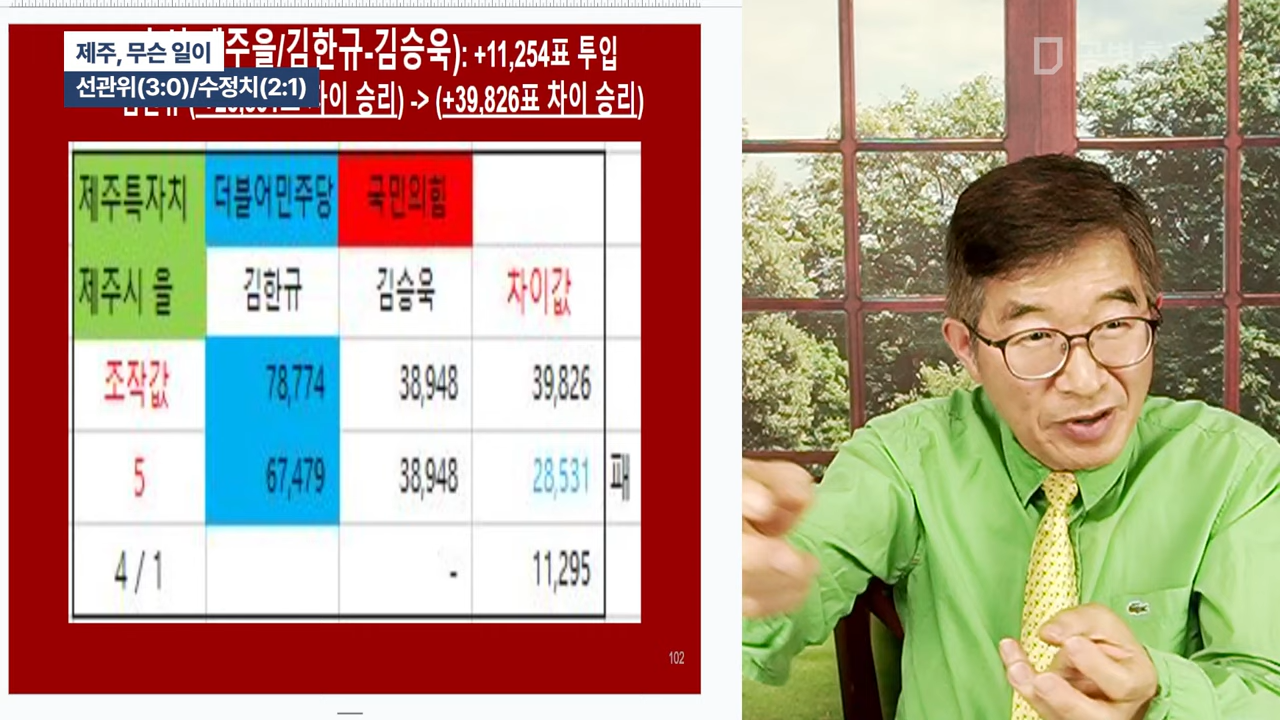 제주, 무슨 일이
선관위(3:0)/수정치(2:1)
주을/김한규-김승욱): +11,254표 투입
차이 승리) -> (+39,826표 차이 승리)
제주특자치 더불어민주당 국민의힘
제주시 을 김한규 김승욱 차이값
조작값 78,774 38,948 39,826
5 67,479 38,948 28,531 패
4 / 1 - 11,295
102